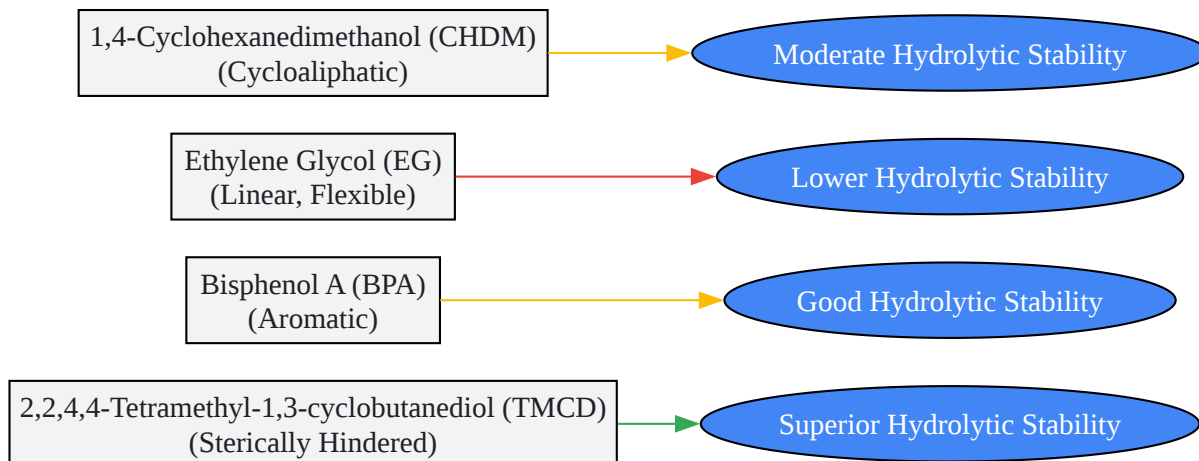 1,4-Cyclohexanedimethanol (CHDM)
(Cycloaliphatic)
Moderate Hydrolytic Stability
Ethylene Glycol (EG)
(Linear, Flexible)
Lower Hydrolytic Stability
Bisphenol A (BPA)
(Aromatic)
Good Hydrolytic Stability
2,2,4,4-Tetramethyl-1,3-cyclobutanediol (TMCD)
(Sterically Hindered)
Superior Hydrolytic Stability